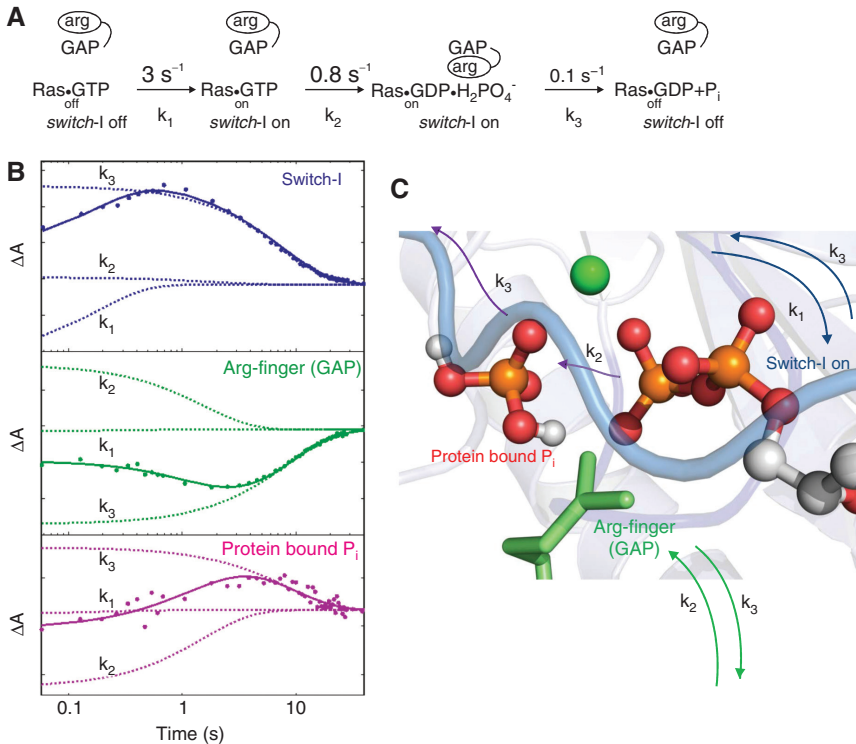 A
arg arg arg
GAP GAP GAP GAP
arg
3 s⁻¹ 0.8 s⁻¹ 0.1 s⁻¹
Ras•GTP Ras•GTP Ras•GDP•H₂PO₄⁻ Ras•GDP+Pᵢ
off on on off
switch-I off k₁ switch-I on k₂ switch-I on k₃ switch-I off
B
Switch-I
k₃
k₂
k₁
ΔA
Arg-finger (GAP)
k₂
k₁
k₃
ΔA
Protein bound Pᵢ
k₃
k₁
k₂
ΔA
0.1 1 10
Time (s)
C
k₃
k₂
k₃
k₁
Switch-I on
Protein bound Pᵢ
Arg-finger
(GAP)
k₂ k₃